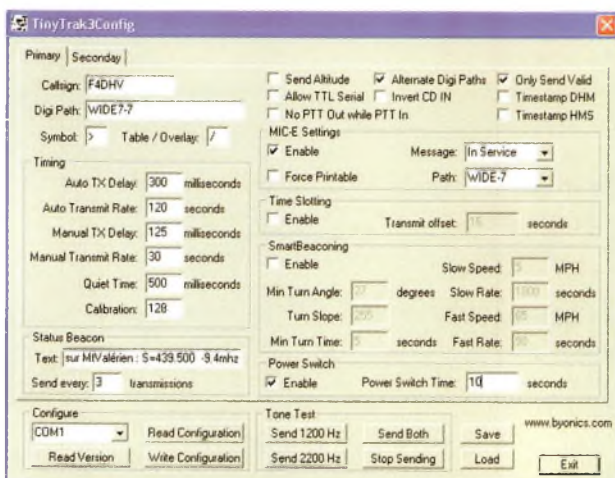 TinyTrak3Config
Primary Seconday
Callsign: F4DHV
Digi Path: WIDE7-7
Symbol: > Table / Overlay: /
Timing
Auto TX Delay: 300 milliseconds
Auto Transmit Rate: 120 seconds
Manual TX Delay: 125 milliseconds
Manual Transmit Rate: 30 seconds
Quiet Time: 500 milliseconds
Calibration: 128
Status Beacon
Text: sur MtValérien : S=439.500 -9,4mhz
Send every: 3 transmissions
Send Altitude Alternate Digi Paths Only Send Valid
Allow TTL Serial Invert CD IN Timestamp DHM
No PTT Out while PTT In Timestamp HMS
MIC-E Settings
Enable Message: In Service
Force Printable Path: WIDE-7
Time Slotting
Enable Transmit offset: seconds
SmartBeaconing
Enable Slow Speed: 5 MPH
Min Turn Angle: degrees Slow Rate: 1800 seconds
Turn Slope: 255 Fast Speed: MPH
Min Turn Time: 5 seconds Fast Rate: seconds
Power Switch
Enable Power Switch Time: 10 seconds
Configure
COM1 Read Configuration
Read Version Write Configuration
Tone Test
Send 1200 Hz Send Both
Send 2200 Hz Stop Sending
Save
Load
www.byonics.com
Exit